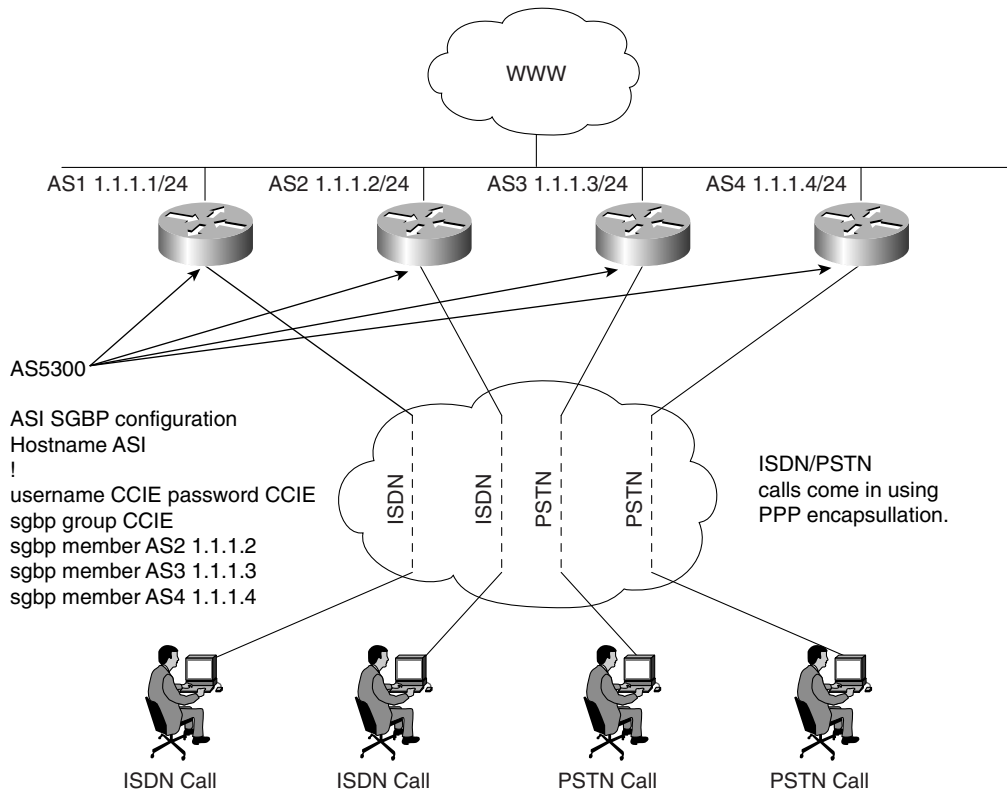 WWW
AS1 1.1.1.1/24
AS2 1.1.1.2/24
AS3 1.1.1.3/24
AS4 1.1.1.4/24
AS5300
ASI SGBP configuration
Hostname ASI
!
username CCIE password CCIE
sgbp group CCIE
sgbp member AS2 1.1.1.2
sgbp member AS3 1.1.1.3
sgbp member AS4 1.1.1.4
ISDN
ISDN
PSTN
PSTN
ISDN/PSTN
calls come in using
PPP encapsullation.
ISDN Call
ISDN Call
PSTN Call
PSTN Call